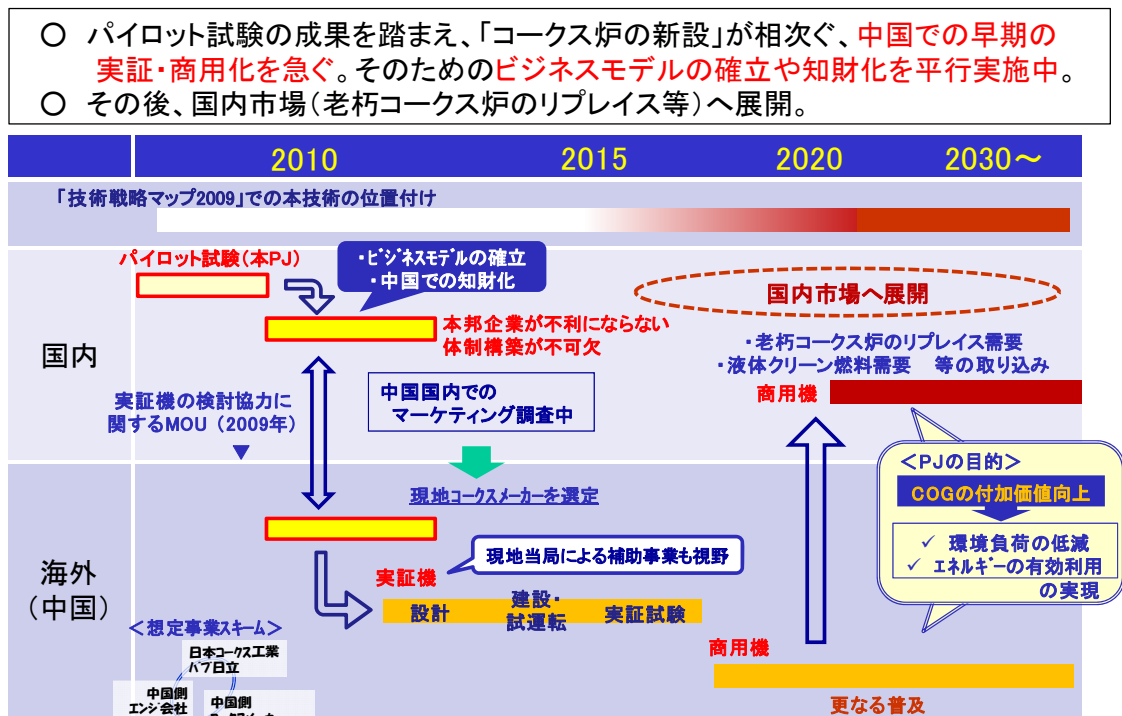 ○ パイロット試験の成果を踏まえ、「コークス炉の新設」が相次ぐ、中国での早期の
実証・商用化を急ぐ。そのためのビジネスモデルの確立や知財化を平行実施中。
○ その後、国内市場（老朽コークス炉のリプレイス等）へ展開。
2010 2015 2020 2030～
「技術戦略マップ2009」での本技術の位置付け
国内
パイロット試験（本PJ）
・ビジネスモデルの確立
・中国での知財化
本邦企業が不利にならない
体制構築が不可欠
国内市場へ展開
・老朽コークス炉のリプレイス需要
・液体クリーン燃料需要 等の取り込み
商用機
実証機の検討協力に
関するMOU（2009年）
中国国内での
マーケティング調査中
現地コークスメーカーを選定
＜PJの目的＞
COGの付加価値向上
✓ 環境負荷の低減
✓ エネルギーの有効利用
の実現
海外
（中国）
現地当局による補助事業も視野
実証機
設計
建設・
試運転
実証試験
＜想定事業スキーム＞
日本コークス工業
バブ日立
中国側
エンジ会社
中国側
商用機
更なる普及